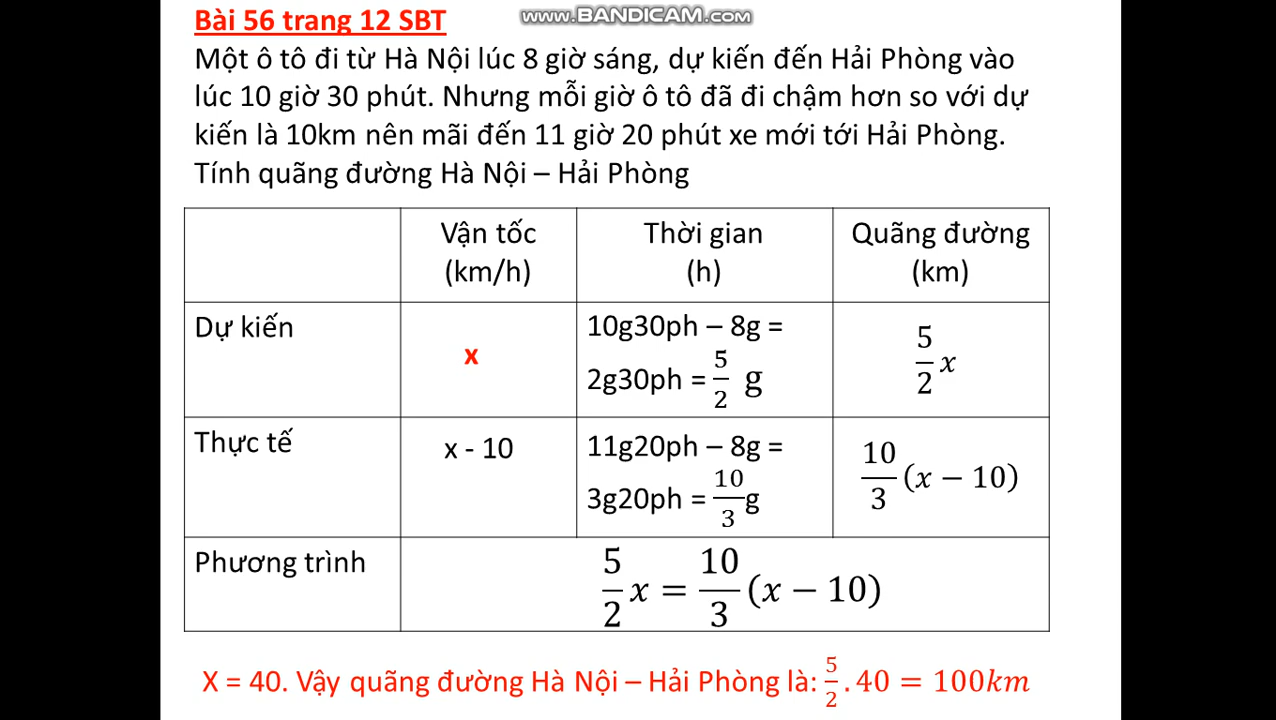 Bài 56 trang 12 SBT
www.BANDICAM.com
Một ô tô đi từ Hà Nội lúc 8 giờ sáng, dự kiến đến Hải Phòng vào
lúc 10 giờ 30 phút. Nhưng mỗi giờ ô tô đã đi chậm hơn so với dự
kiến là 10km nên mãi đến 11 giờ 20 phút xe mới tới Hải Phòng.
Tính quãng đường Hà Nội – Hải Phòng
Vận tốc (km/h) Thời gian (h) Quãng đường (km)
Dự kiến x 10g30ph – 8g = 2g30ph = 5/2 g 5/2 x
Thực tế x - 10 11g20ph – 8g = 3g20ph = 10/3 g 10/3 (x − 10)
Phương trình 5/2 x = 10/3 (x − 10)
X = 40. Vậy quãng đường Hà Nội – Hải Phòng là: 5/2 . 40 = 100km